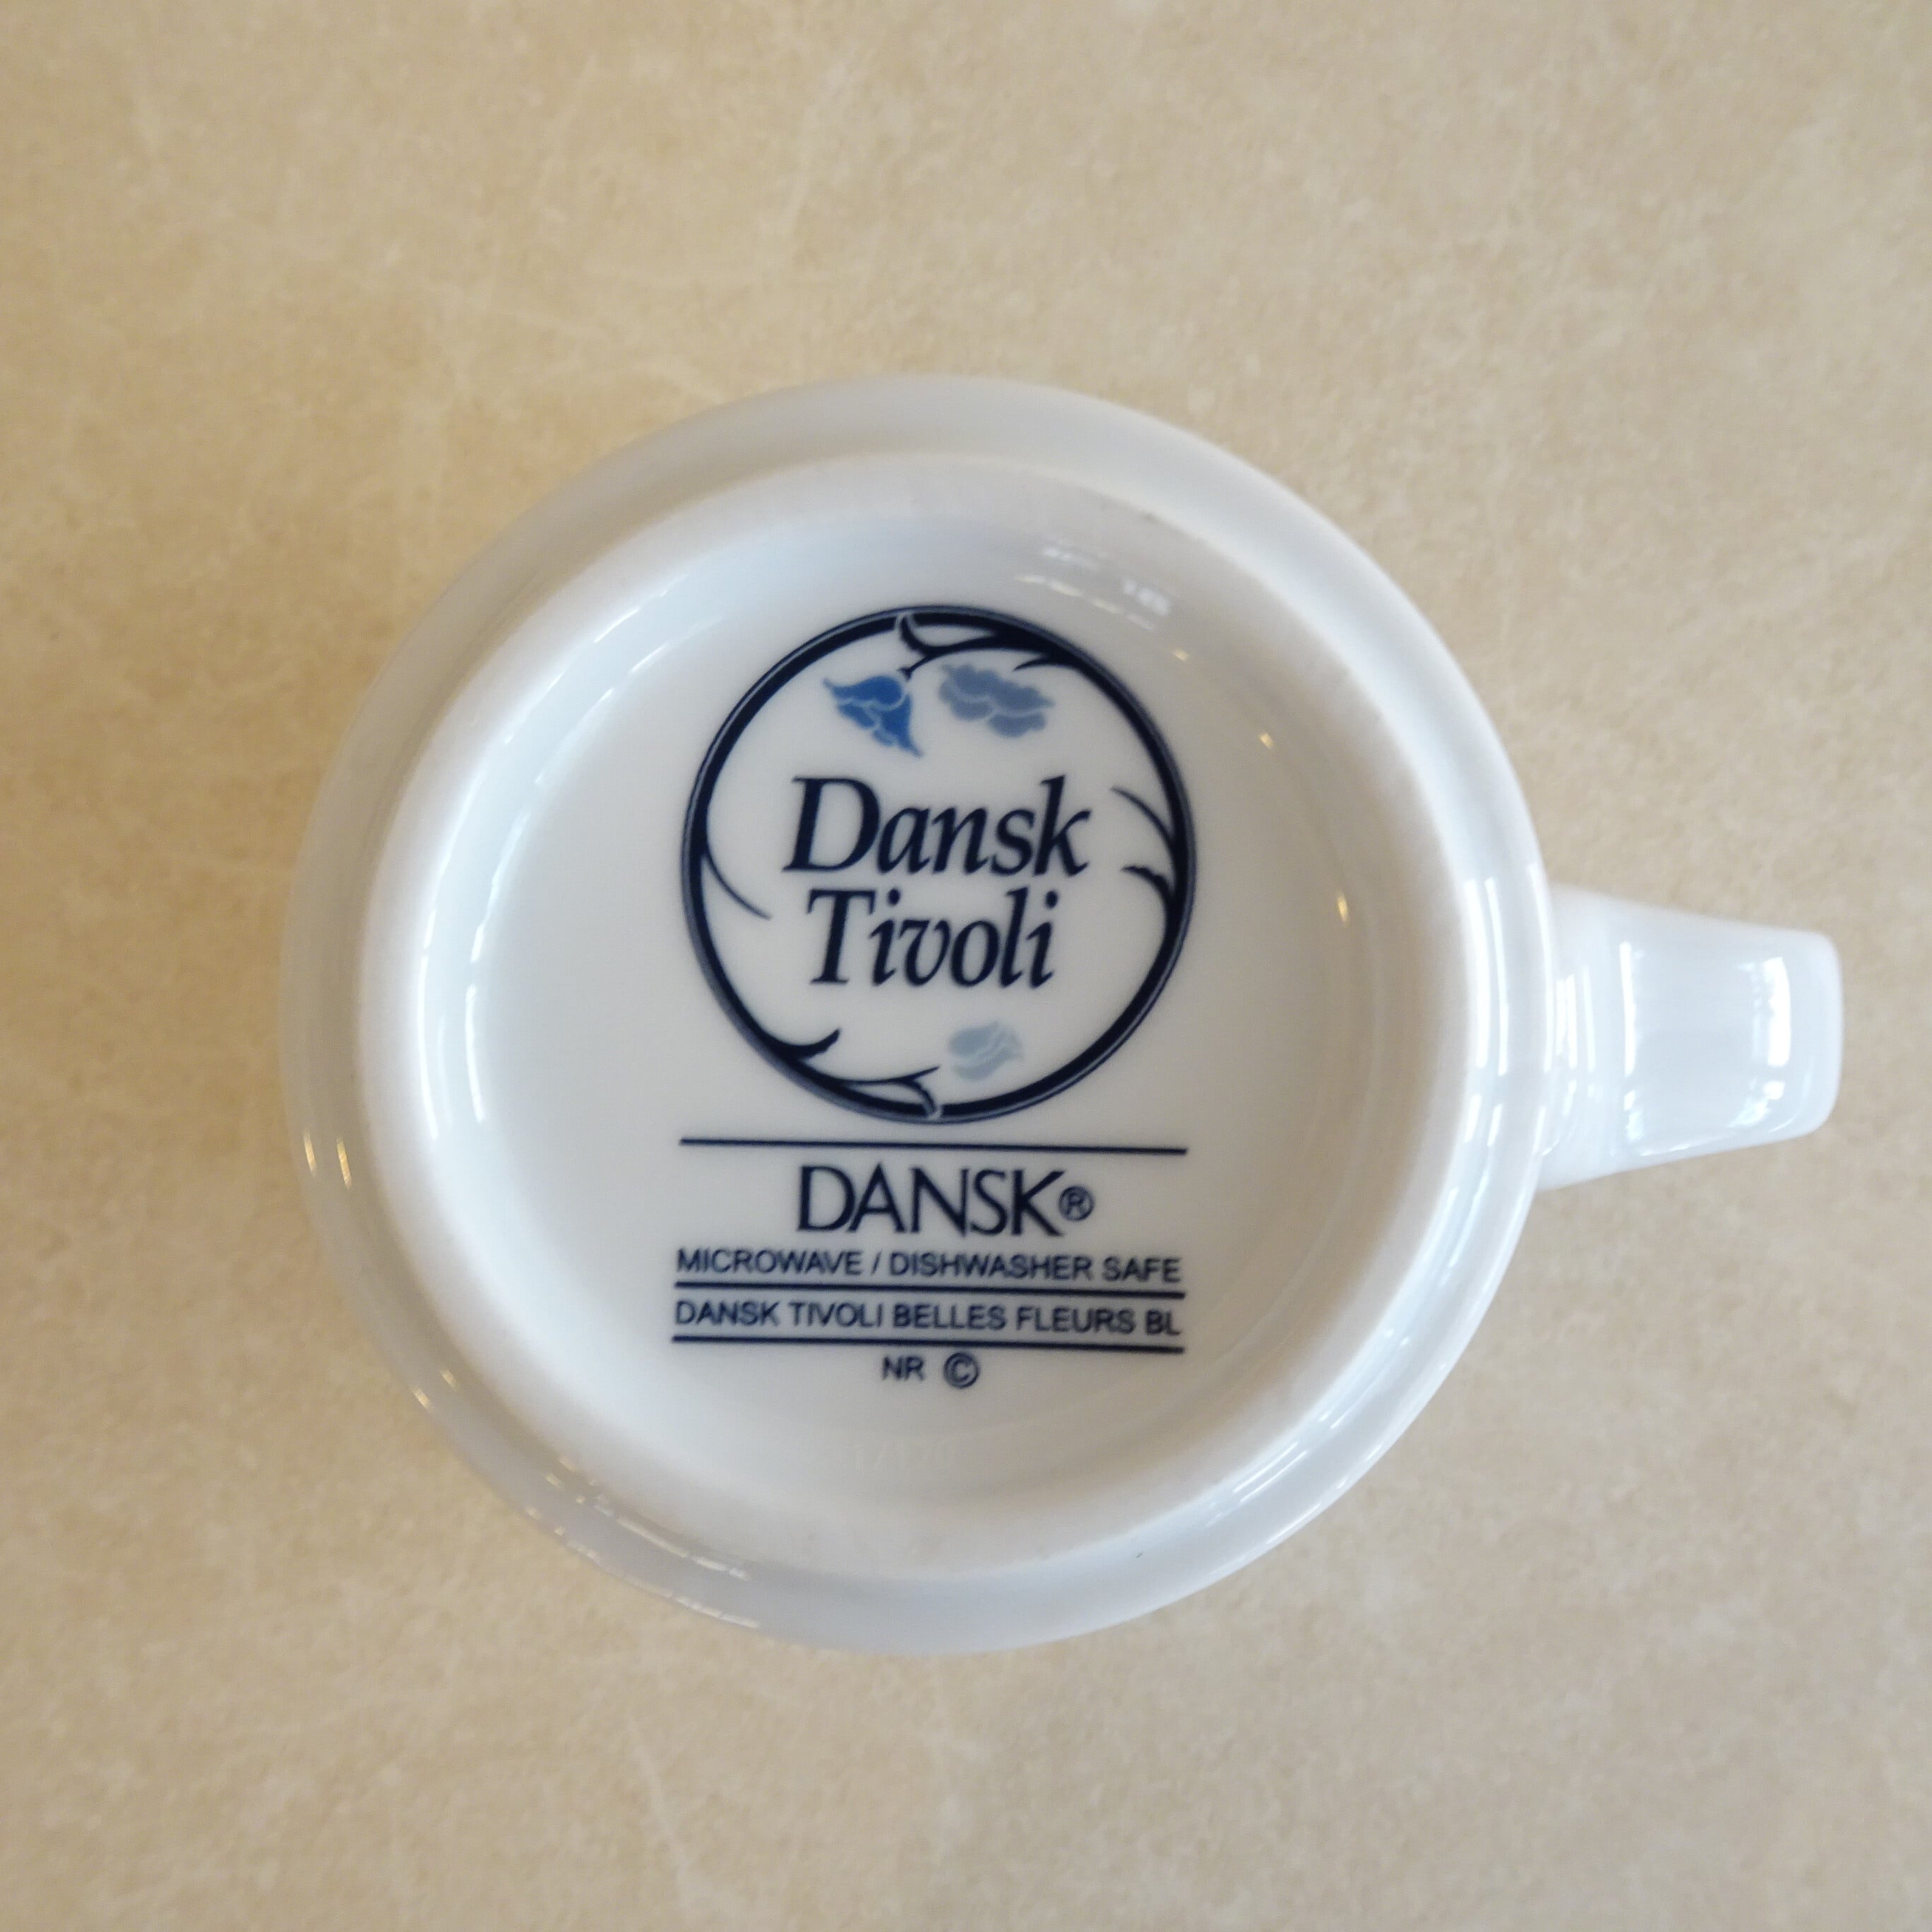 Dansk
Tivoli
DANSK®
MICROWAVE / DISHWASHER SAFE
DANSK TIVOLI BELLES FLEURS BL
NR ©